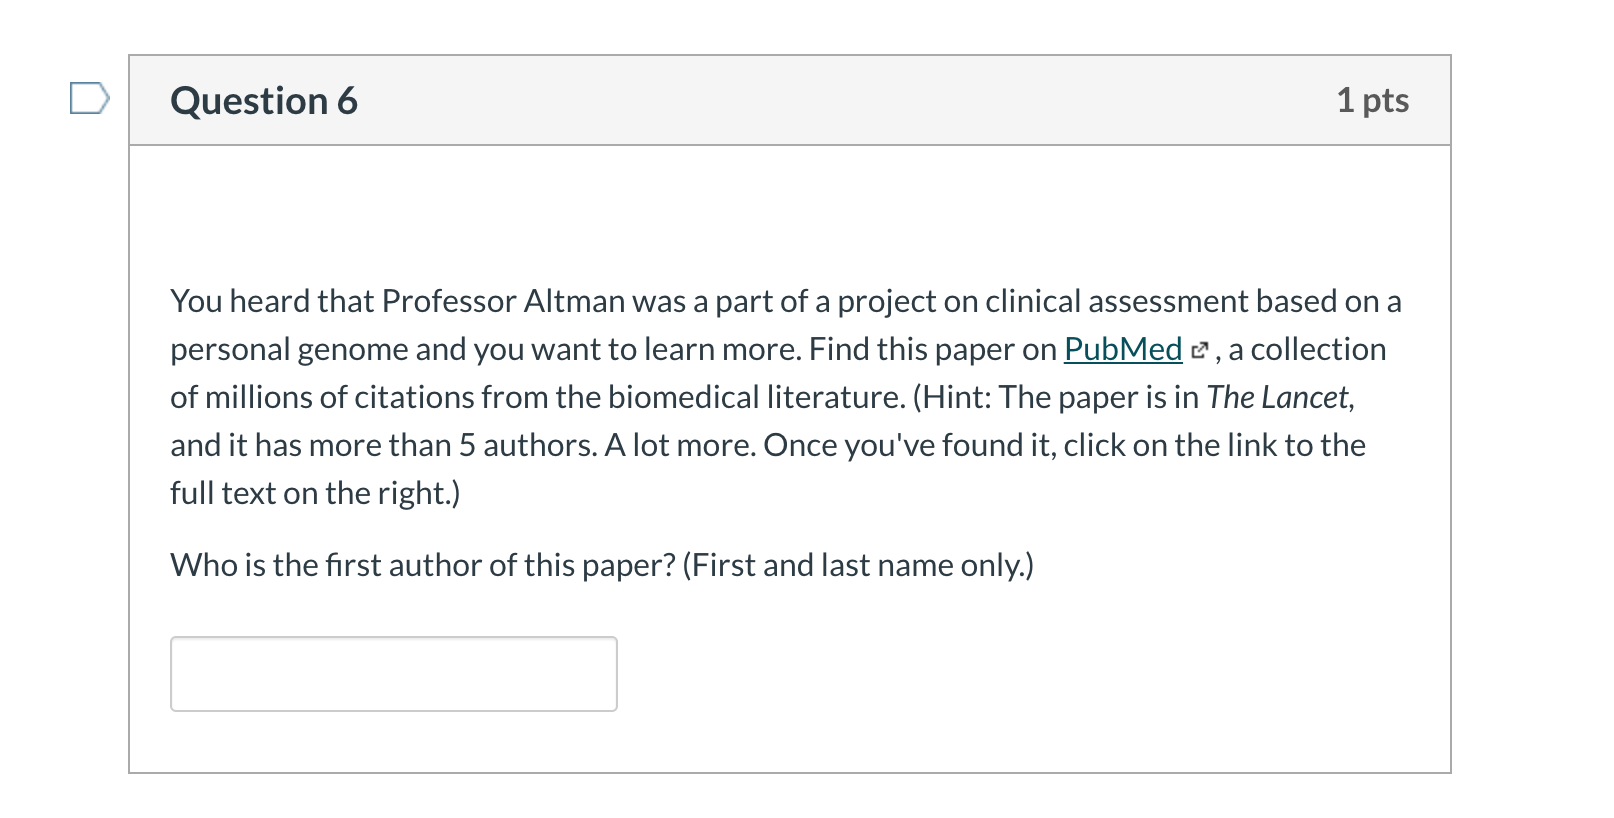 Question 6
1 pts
You heard that Professor Altman was a part of a project on clinical assessment based on a
personal genome and you want to learn more. Find this paper on PubMed , a collection
of millions of citations from the biomedical literature. (Hint: The paper is in The Lancet,
and it has more than 5 authors. A lot more. Once you've found it, click on the link to the
full text on the right.)
Who is the first author of this paper? (First and last name only.)